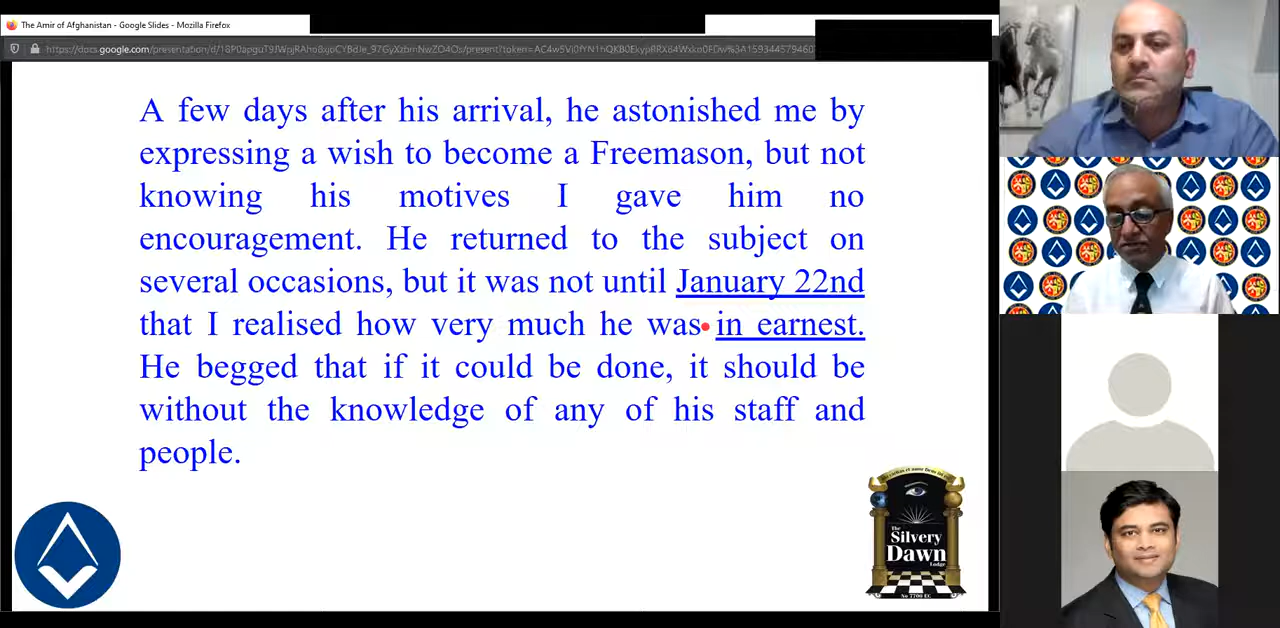 The Amir of Afghanistan - Google Slides - Mozilla Firefox
A few days after his arrival, he astonished me by
expressing a wish to become a Freemason, but not
knowing his motives I gave him no
encouragement. He returned to the subject on
several occasions, but it was not until January 22nd
that I realised how very much he was in earnest.
He begged that if it could be done, it should be
without the knowledge of any of his staff and
people.
The
Silvery
Dawn
Lodge
No 7700 EC